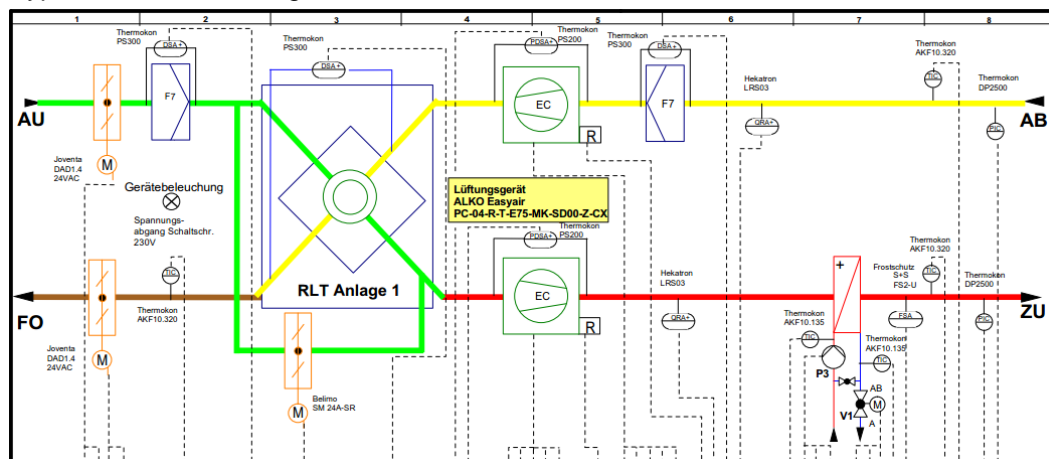 1 2 3 4 5 6 7 8
Thermokon
PS300
DSA+
Thermokon
PS300
DSA+
Thermokon
PS200
PDSA+
Thermokon
PS300
DSA+
Thermokon
AKF10.320
TIC
F7
EC
F7
Hekatron
LRS03
Thermokon
DP2500
AU
AB
QRA+
PIC
R
M
Joventa
DAD1.4
24VAC
Gerätebeleuchung
Spannungs-
abgang Schaltschr.
230V
Lüftungsgerät
ALKO Easyair
PC-04-R-T-E75-MK-SD00-Z-CX
Thermokon
PS200
PDSA+
Thermokon
AKF10.320
TIC
TIC
+
Frostschutz
S+S
FS2-U
Hekatron
LRS03
Thermokon
DP2500
RLT Anlage 1
EC
FO
ZU
Thermokon
AKF10.320
R
QRA+
FSA
PIC
Thermokon
AKF10.135
TIC
Thermokon
AKF10.135
TIC
M
Joventa
DAD1.4
24VAC
P3
Belimo
SM 24A-SR
M
AB
V1
M
A